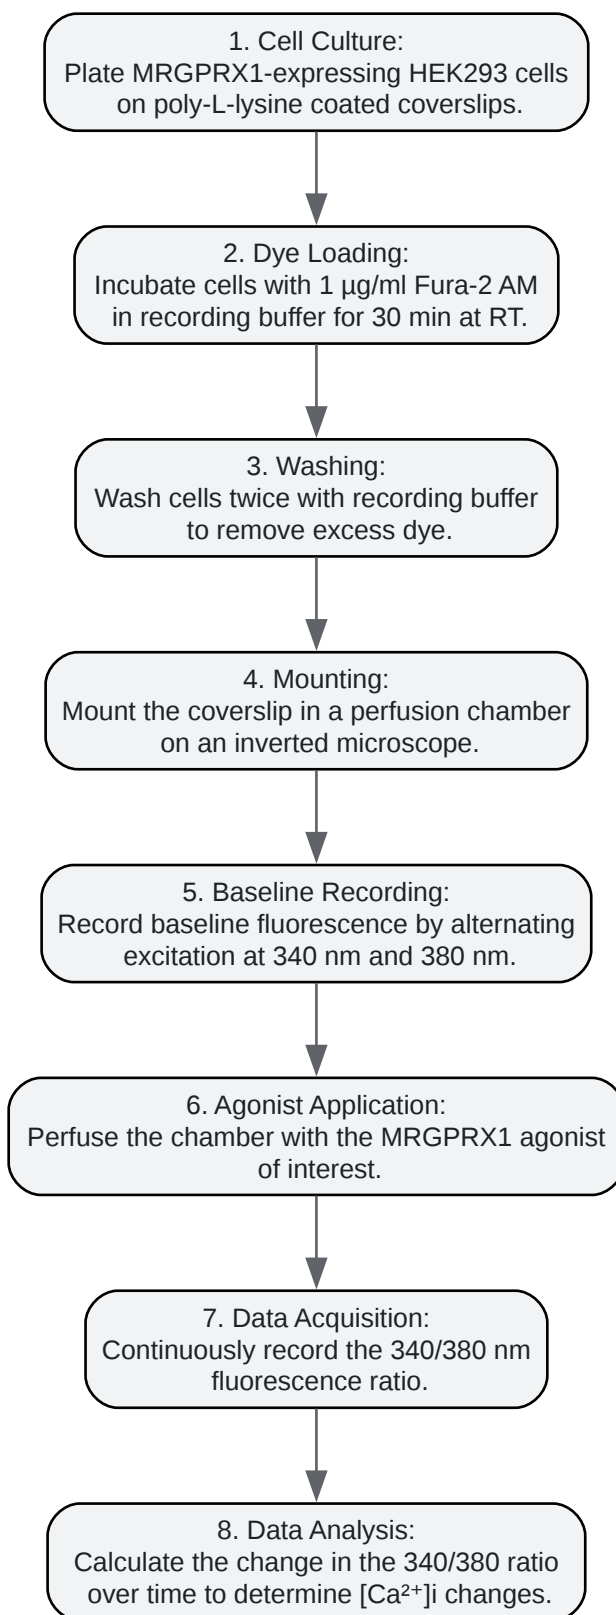 1. Cell Culture:
Plate MRGPRX1-expressing HEK293 cells
on poly-L-lysine coated coverslips.
2. Dye Loading:
Incubate cells with 1 µg/ml Fura-2 AM
in recording buffer for 30 min at RT.
3. Washing:
Wash cells twice with recording buffer
to remove excess dye.
4. Mounting:
Mount the coverslip in a perfusion chamber
on an inverted microscope.
5. Baseline Recording:
Record baseline fluorescence by alternating
excitation at 340 nm and 380 nm.
6. Agonist Application:
Perfuse the chamber with the MRGPRX1 agonist
of interest.
7. Data Acquisition:
Continuously record the 340/380 nm
fluorescence ratio.
8. Data Analysis:
Calculate the change in the 340/380 ratio
over time to determine [Ca²⁺]i changes.